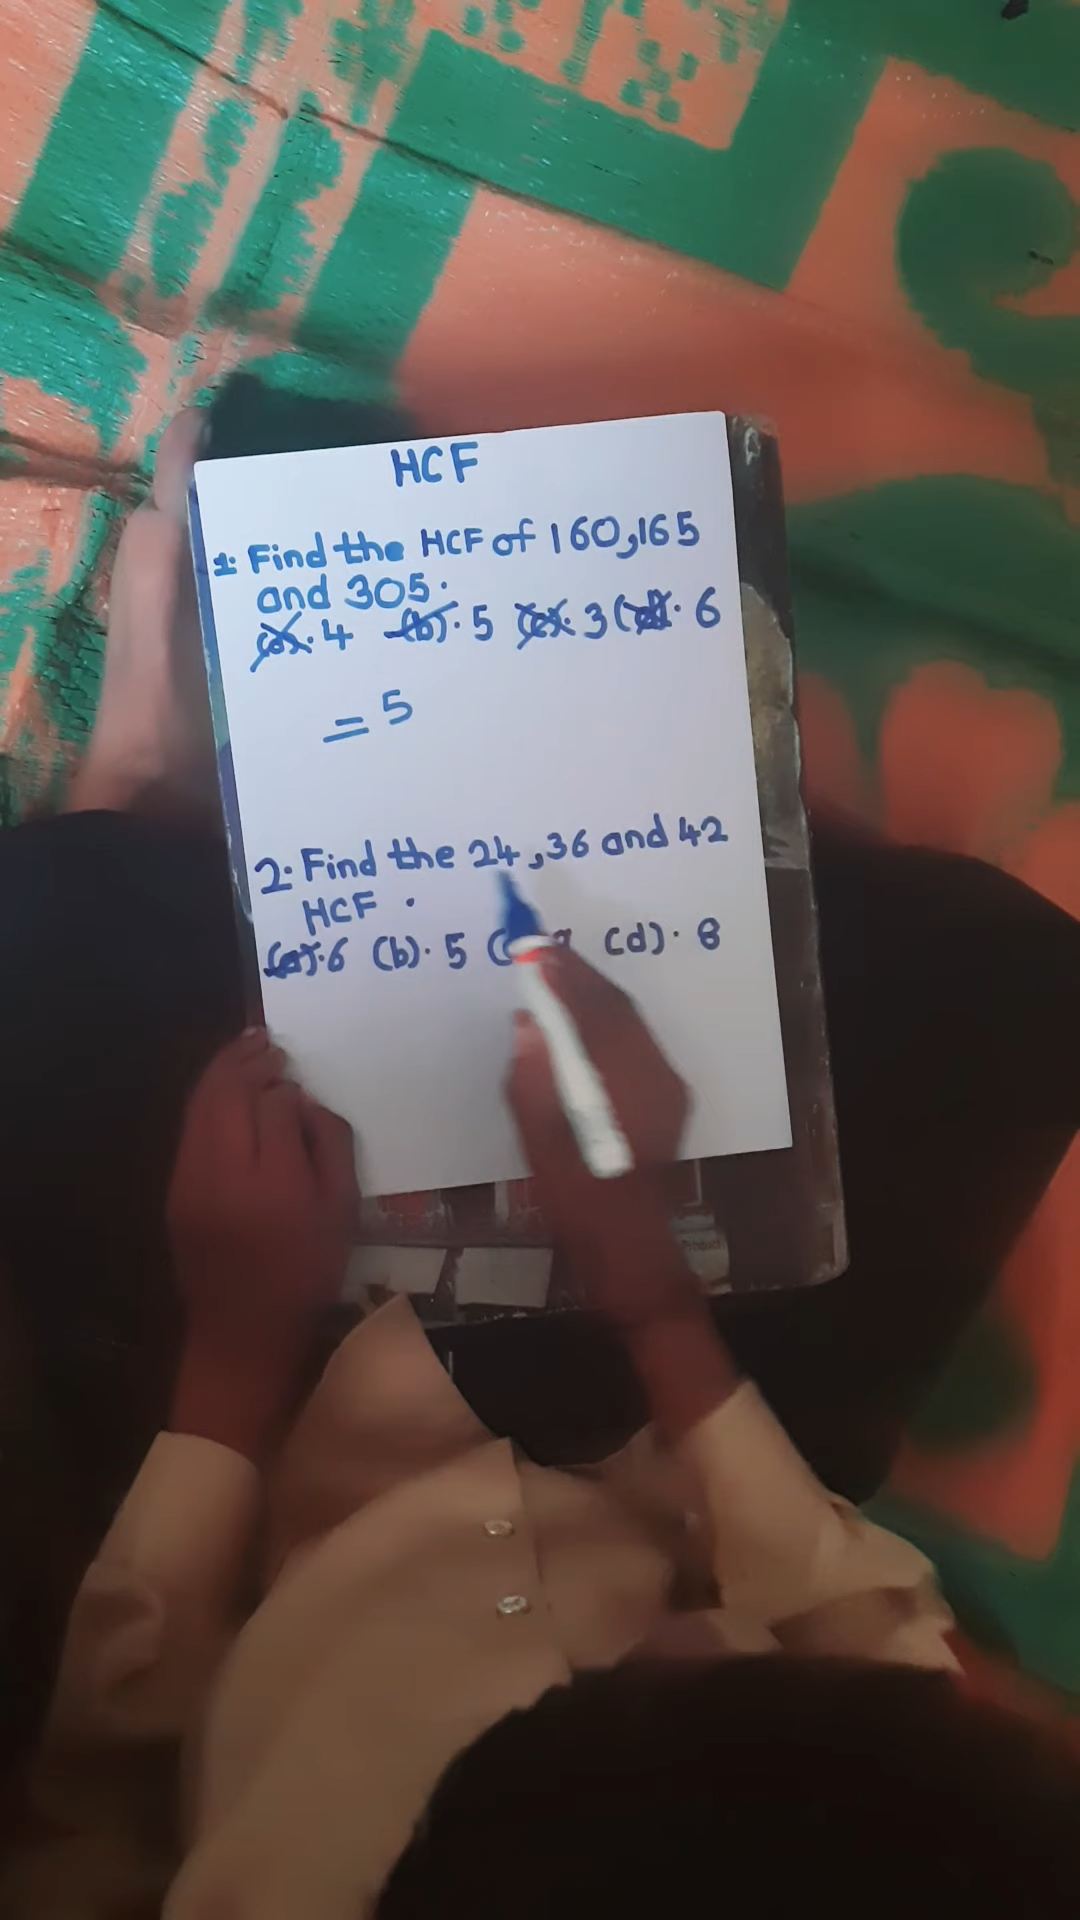 HCF
1. Find the HCF of 160,165
and 305.
(a). 4 (b). 5 (c). 3 (d). 6
= 5
2. Find the 24, 36 and 42
HCF .
(a). 6 (b). 5 ( (d). 8